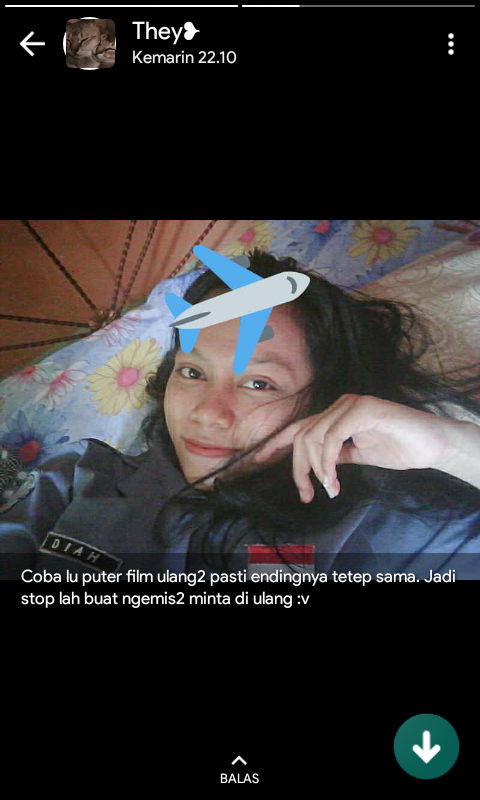 They❥
Kemarin 22.10
DIAH
Coba lu puter film ulang2 pasti endingnya tetep sama. Jadi
stop lah buat ngemis2 minta di ulang :v
BALAS